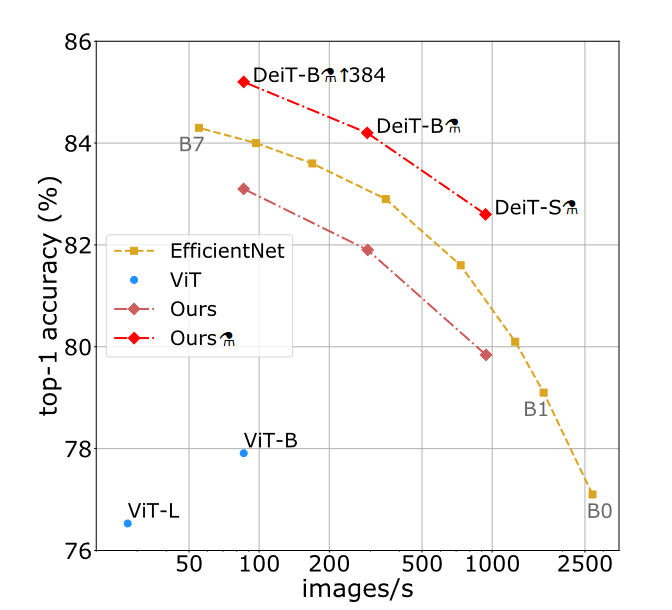 86
84
82
80
78
76
top-1 accuracy (%)
DeiT-B⚗↑384
DeiT-B⚗
DeiT-S⚗
B7
EfficientNet
ViT
Ours
Ours⚗
B1
ViT-B
ViT-L
B0
50 100 200 500 1000 2500
images/s